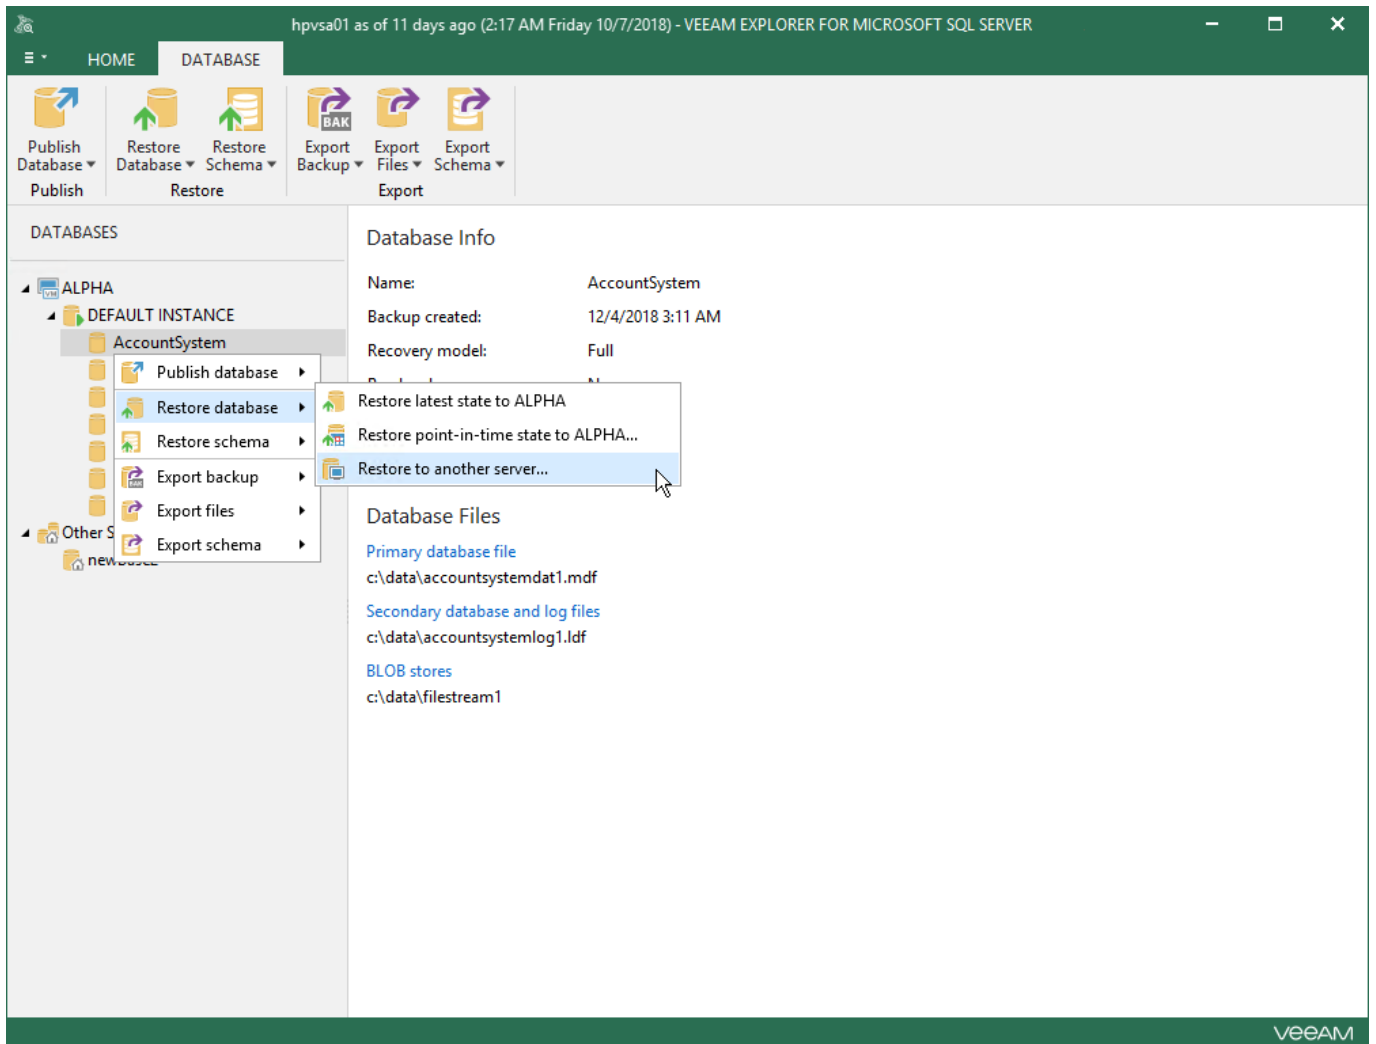 hpvsa01 as of 11 days ago (2:17 AM Friday 10/7/2018) - VEEAM EXPLORER FOR MICROSOFT SQL SERVER
HOME
DATABASE
Publish
Database
Restore
Database
Restore
Schema
BAK
Export
Backup
Export
Files
Export
Schema
Publish
Restore
Export
DATABASES
ALPHA
DEFAULT INSTANCE
AccountSystem
Publish database
Restore database
Restore schema
Export backup
Export files
Export schema
Restore latest state to ALPHA
Restore point-in-time state to ALPHA...
Restore to another server...
Other S
Database Info
Name: AccountSystem
Backup created: 12/4/2018 3:11 AM
Recovery model: Full
Database Files
Primary database file
c:\data\accountsystemdat1.mdf
Secondary database and log files
c:\data\accountsystemlog1.ldf
BLOB stores
c:\data\filestream1
veeam